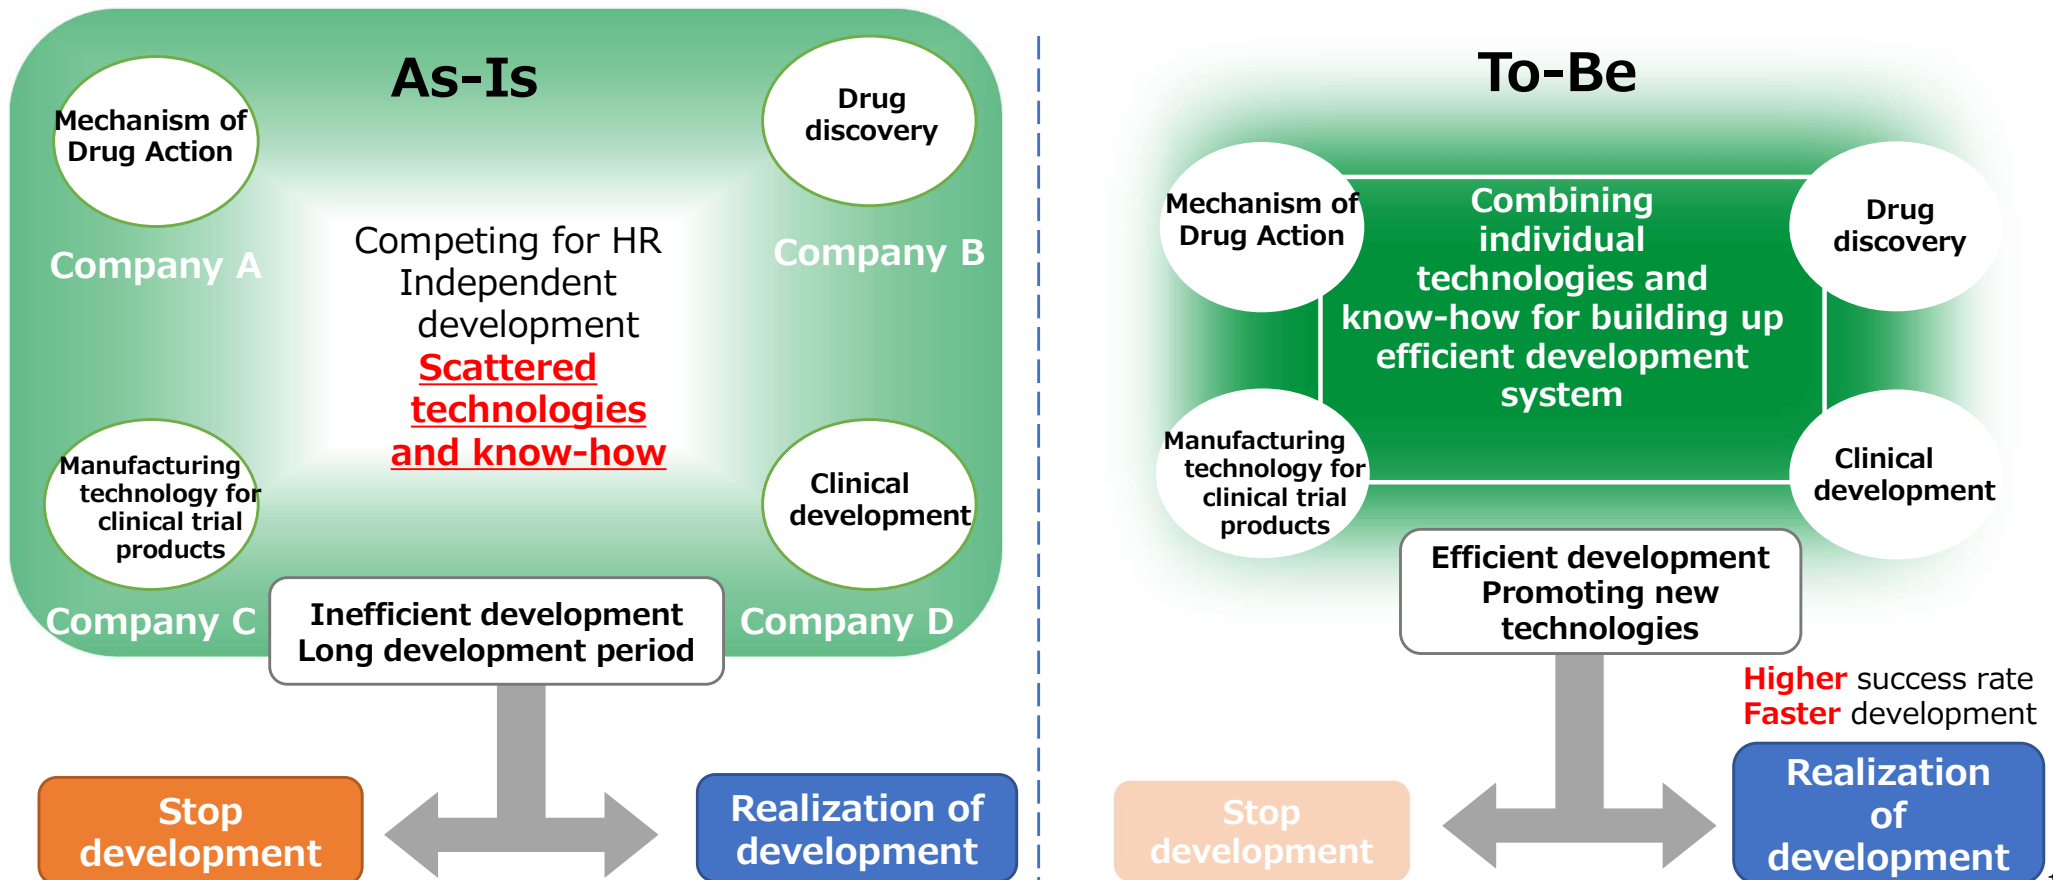 As-Is
Mechanism of
Drug Action
Company A
Drug
discovery
Company B
Competing for HR
Independent
development
Scattered
technologies
and know-how
Manufacturing
technology for
clinical trial
products
Company C
Clinical
development
Company D
Inefficient development
Long development period
Stop
development
Realization of
development
To-Be
Mechanism of
Drug Action
Drug
discovery
Combining
individual
technologies and
know-how for building up
efficient development
system
Manufacturing
technology for
clinical trial
products
Clinical
development
Efficient development
Promoting new
technologies
Higher success rate
Faster development
Stop
development
Realization
of
development